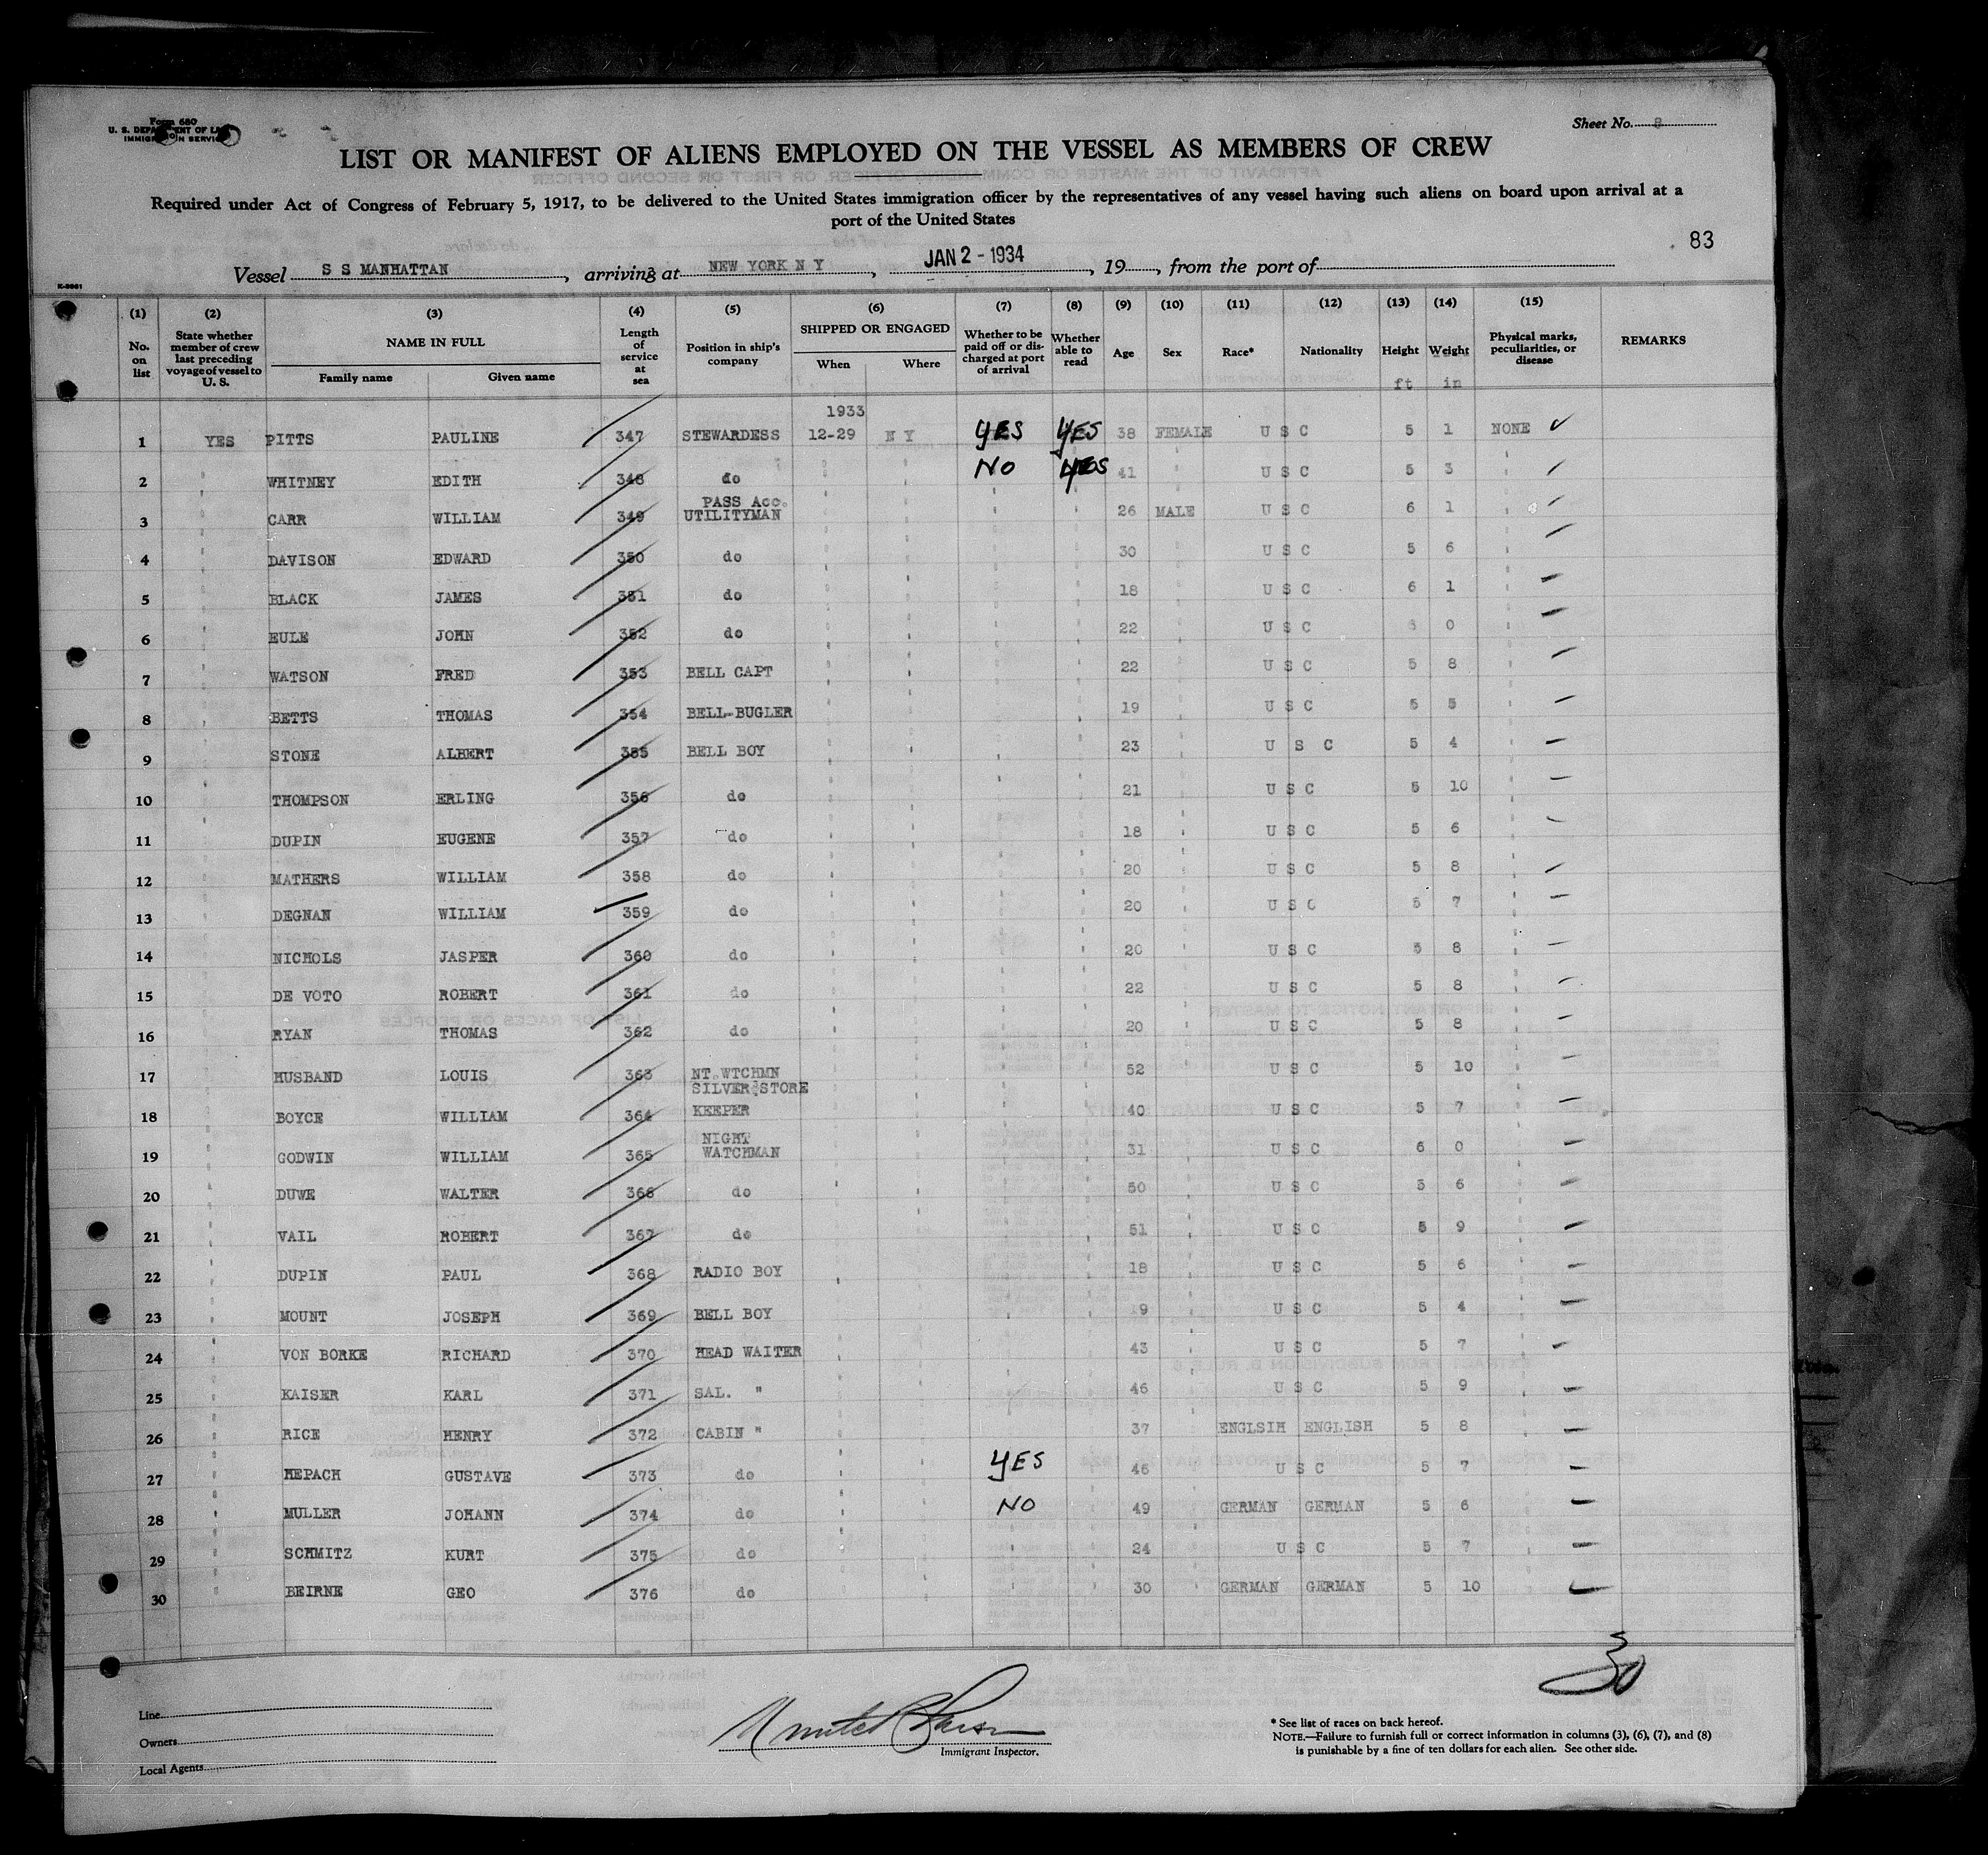 Form 680
U. S. DEPARTMENT OF LA
IMMIGRATION SERVICE
Sheet No. 8
LIST OR MANIFEST OF ALIENS EMPLOYED ON THE VESSEL AS MEMBERS OF CREW
Required under Act of Congress of February 5, 1917, to be delivered to the United States immigration officer by the representatives of any vessel having such aliens on board upon arrival at a
port of the United States
83
Vessel S S MANHATTAN, arriving at NEW YORK N Y, JAN 2 - 1934, 19, from the port of
(1) (2) (3) (4) (5) (6) (7) (8) (9) (10) (11) (12) (13) (14) (15)
No. on list State whether member of crew last preceding voyage of vessel to U. S. NAME IN FULL Family name Given name Length of service at sea Position in ship's company SHIPPED OR ENGAGED When Where Whether to be paid off or discharged at port of arrival Whether able to read Age Sex Race* Nationality Height Weight Physical marks, peculiarities, or disease REMARKS
ft in
1933
1 YES PITTS PAULINE 347 STEWARDESS 12-29 N Y YES YES 38 FEMALE U S C 5 1 NONE
2 " WHITNEY EDITH 348 do " " NO YES 41 " U S C 5 3 "
PASS Acc.
3 " CARR WILLIAM 349 UTILITYMAN " " " " 26 MALE U S C 6 1 "
4 " DAVISON EDWARD 350 do " " " " 30 " U S C 5 6 "
5 " BLACK JAMES 351 do " " " " 18 " U S C 6 1 "
6 " EULE JOHN 352 do " " " " 22 " U S C 0 "
7 " WATSON FRED 353 BELL CAPT " " " " 22 " U S C 5 8 "
8 " BETTS THOMAS 354 BELL-BUGLER " " " " 19 " U S C 5 5 "
9 " STONE ALBERT 355 BELL BOY " " " " 23 " U S C 5 4 "
10 " THOMPSON ERLING 356 do " " " " 21 " U S C 5 10 "
11 " DUPIN EUGENE 357 do " " " " 18 " U S C 5 6 "
12 " MATHERS WILLIAM 358 do " " " " 20 " U S C 5 8 "
13 " DEGNAN WILLIAM 359 do " " " " 20 " U S C 5 7 "
14 " NICHOLS JASPER 360 do " " " " 20 " U S C 5 8 "
15 " DE VOTO ROBERT 361 do " " " " 22 " U S C 5 8 "
16 " RYAN THOMAS 362 do " " " " 20 " U S C 5 8 "
17 " HUSBAND LOUIS 363 NT.WTCHMN " " " " 52 " U S C 5 10 "
SILVER STORE
18 " BOYCE WILLIAM 364 KEEPER " " " " 40 " U S C 5 7 "
NIGHT
19 " GODWIN WILLIAM 365 WATCHMAN " " " " 31 " U S C 6 0 "
20 " DUWE WALTER 366 do " " " " 50 " U S C 5 6 "
21 " VAIL ROBERT 367 do " " " " 51 " U S C 5 9 "
22 " DUPIN PAUL 368 RADIO BOY " " " " 18 " U S C 5 6 "
23 " MOUNT JOSEPH 369 BELL BOY " " " " 19 " U S C 5 4 "
24 " VON BORKE RICHARD 370 HEAD WAITER " " " " 43 " U S C 5 7 "
25 " KAISER KARL 371 SAL. " " " " " 46 " U S C 5 9 "
26 " RICE HENRY 372 CABIN " " " " " 37 " ENGLSIH ENGLISH 5 8 "
27 " HEPACH GUSTAVE 373 do " " YES " 46 " U S C 5 7 "
28 " MULLER JOHANN 374 do " " NO " 49 " GERMAN GERMAN 5 6 "
29 " SCHMITZ KURT 375 do " " " " 24 " U S C 5 7 "
30 " BEIRNE GEO 376 do " " " " 30 " GERMAN GERMAN 5 10 "
30
Line
Owners
Local Agents
Immigrant Inspector.
* See list of races on back hereof.
NOTE.—Failure to furnish full or correct information in columns (3), (6), (7), and (8)
is punishable by a fine of ten dollars for each alien. See other side.